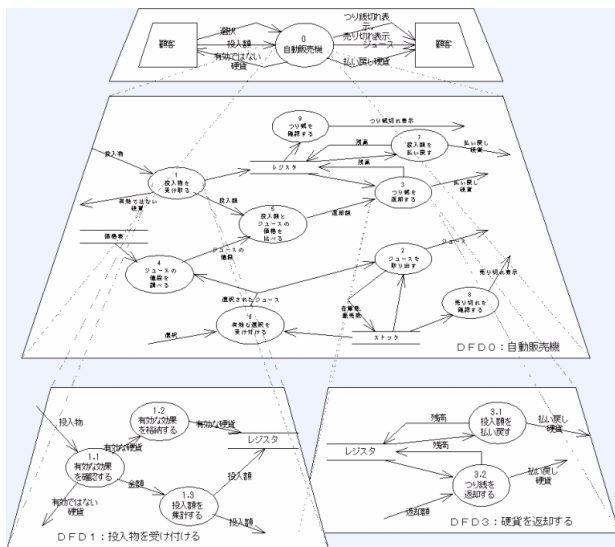 顧客
選択
投入額
有効ではない
硬貨
0
自動販売機
つり銭切れ表示
売り切れ表示
ジュース
払い戻し
硬貨
顧客
9
つり銭を
確認する
つり銭切れ表示
7
投入額を
払い戻す
残高
残高
払い戻し
硬貨
投入物
1
投入物を
受け取る
レジスタ
3
つり銭を
返却する
払い戻し
硬貨
有効ではない
硬貨
投入額
6
投入額と
ジュースの
価格を
比べる
返却額
価格表
ジュースの
値段
4
ジュースの
値段を
調べる
2
ジュースを
取り出す
ジュース
売り切れ表示
選択されたジュース
8
売り切れを
確認する
有効な選択を
受け付ける
選択
ストック
DFD0：自動販売機
投入物
1.2
有効な効果
を格納する
有効な硬貨
レジスタ
有効な硬貨
1.1
有効な効果
を確認する
金額
投入額
有効ではない
硬貨
1.3
投入額を
集計する
投入額
DFD1：投入物を受け付ける
残高
3.1
投入額を
払い戻す
払い戻し
硬貨
レジスタ
残高
3.2
つり銭を
返却する
払い戻し
硬貨
返却額
DFD3：硬貨を返却する